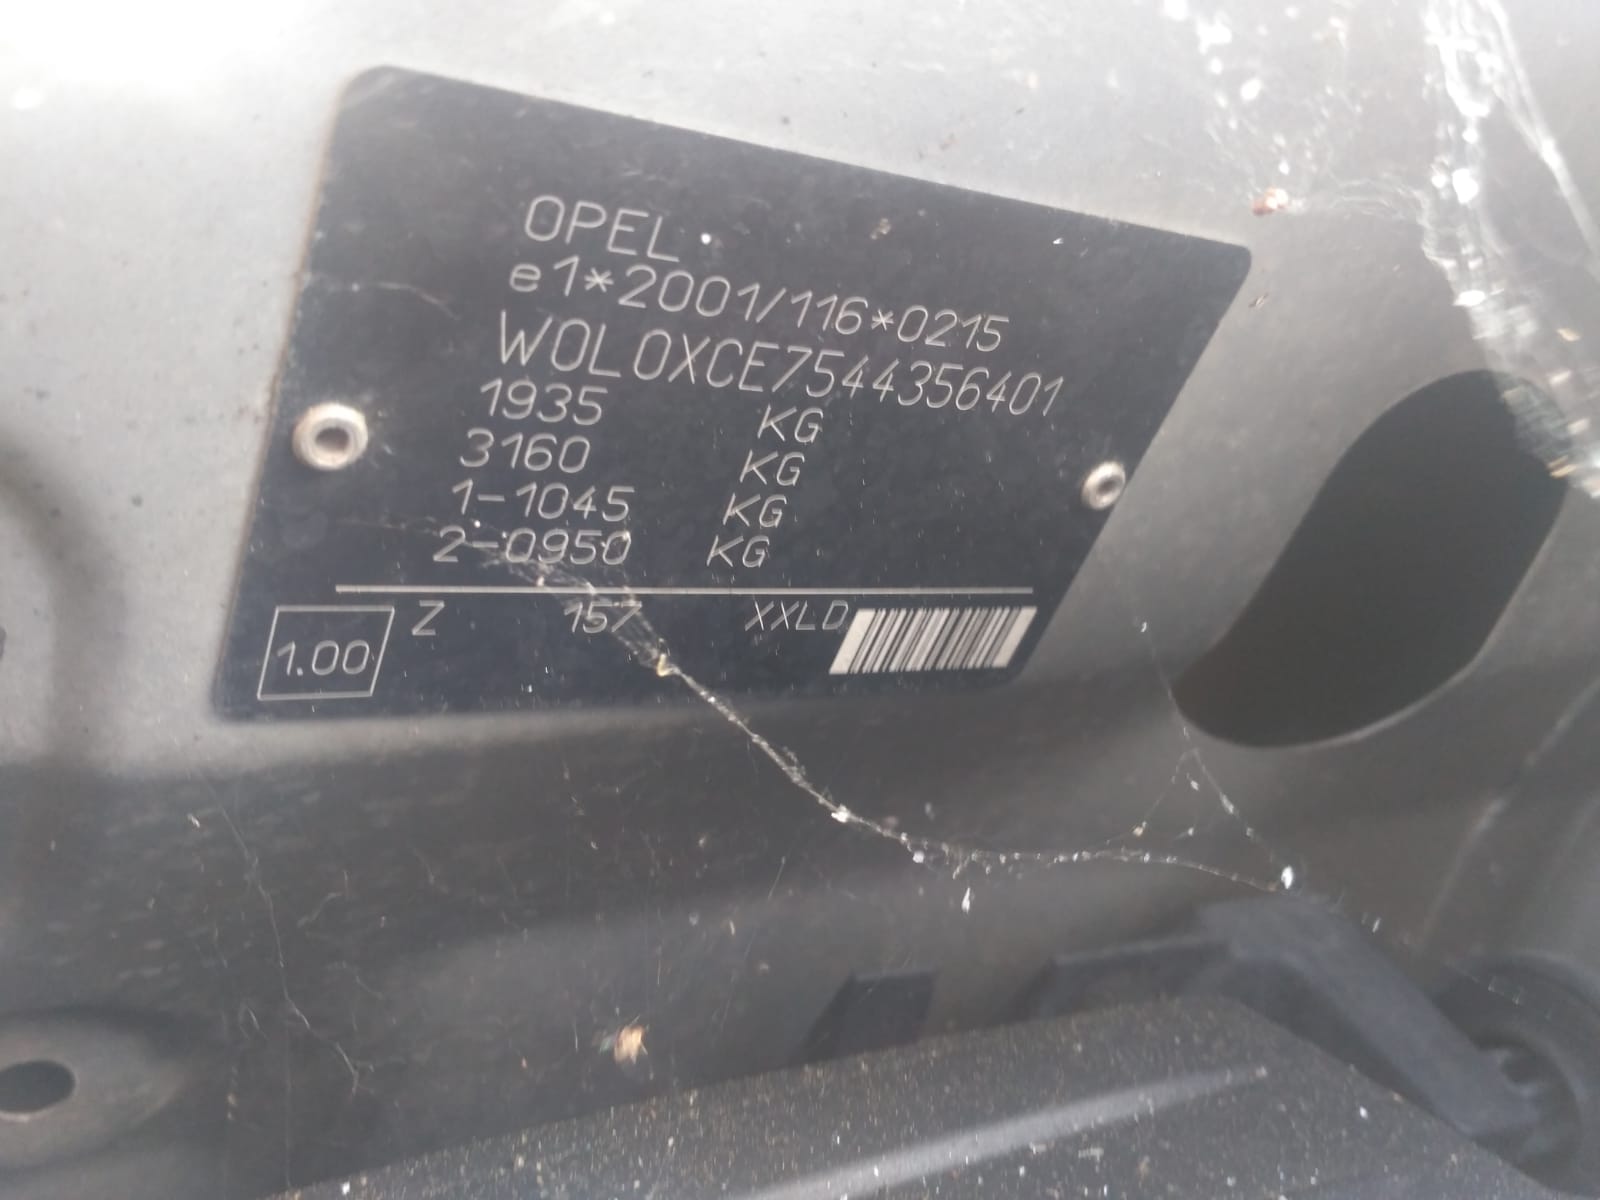 OPEL
e1*2001/116*0215
W0L0XCE7544356401
1935 KG
3160 KG
1-1045 KG
2-0950 KG
1.00 Z 157 XXLD